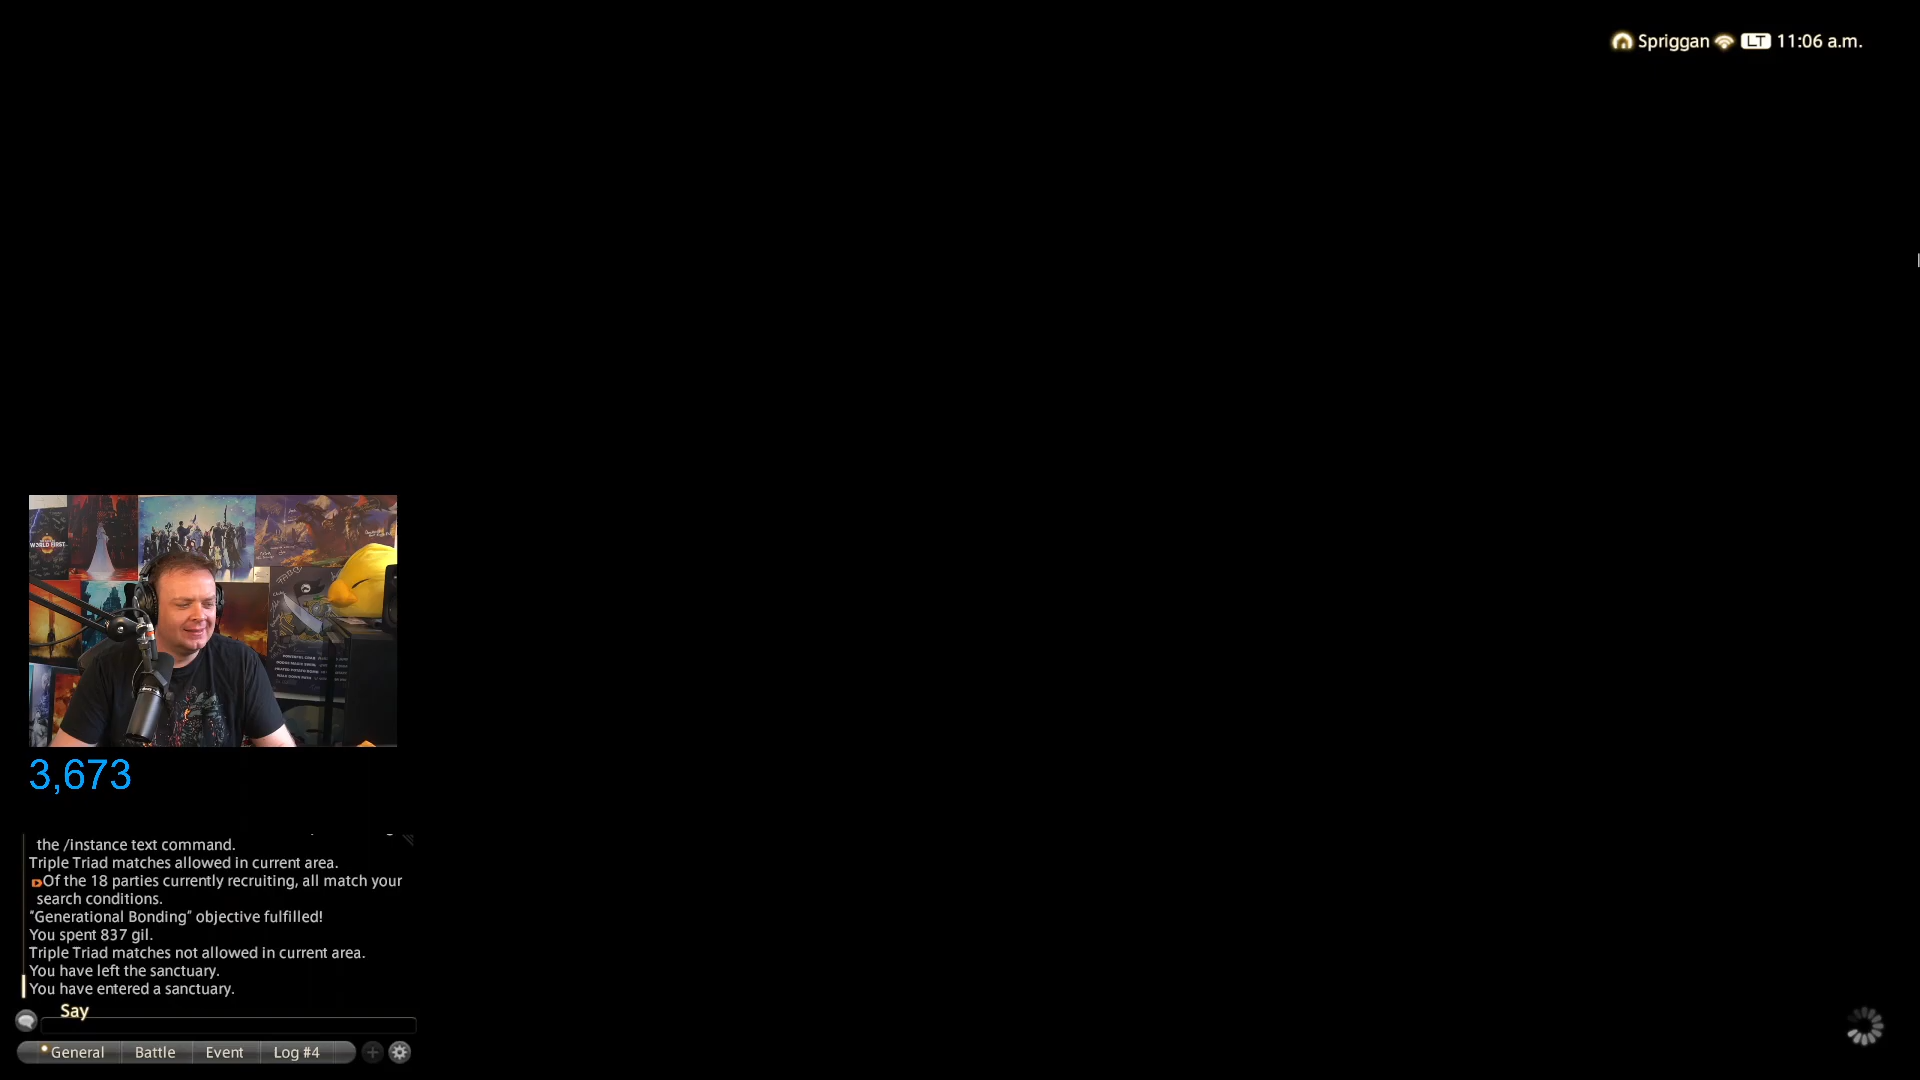 Spriggan LT 11:06 a.m.
WORLD FIRST
3,673
the /instance text command.
Triple Triad matches allowed in current area.
Of the 18 parties currently recruiting, all match your
search conditions.
"Generational Bonding" objective fulfilled!
You spent 837 gil.
Triple Triad matches not allowed in current area.
You have left the sanctuary.
You have entered a sanctuary.
Say
General Battle Event Log #4